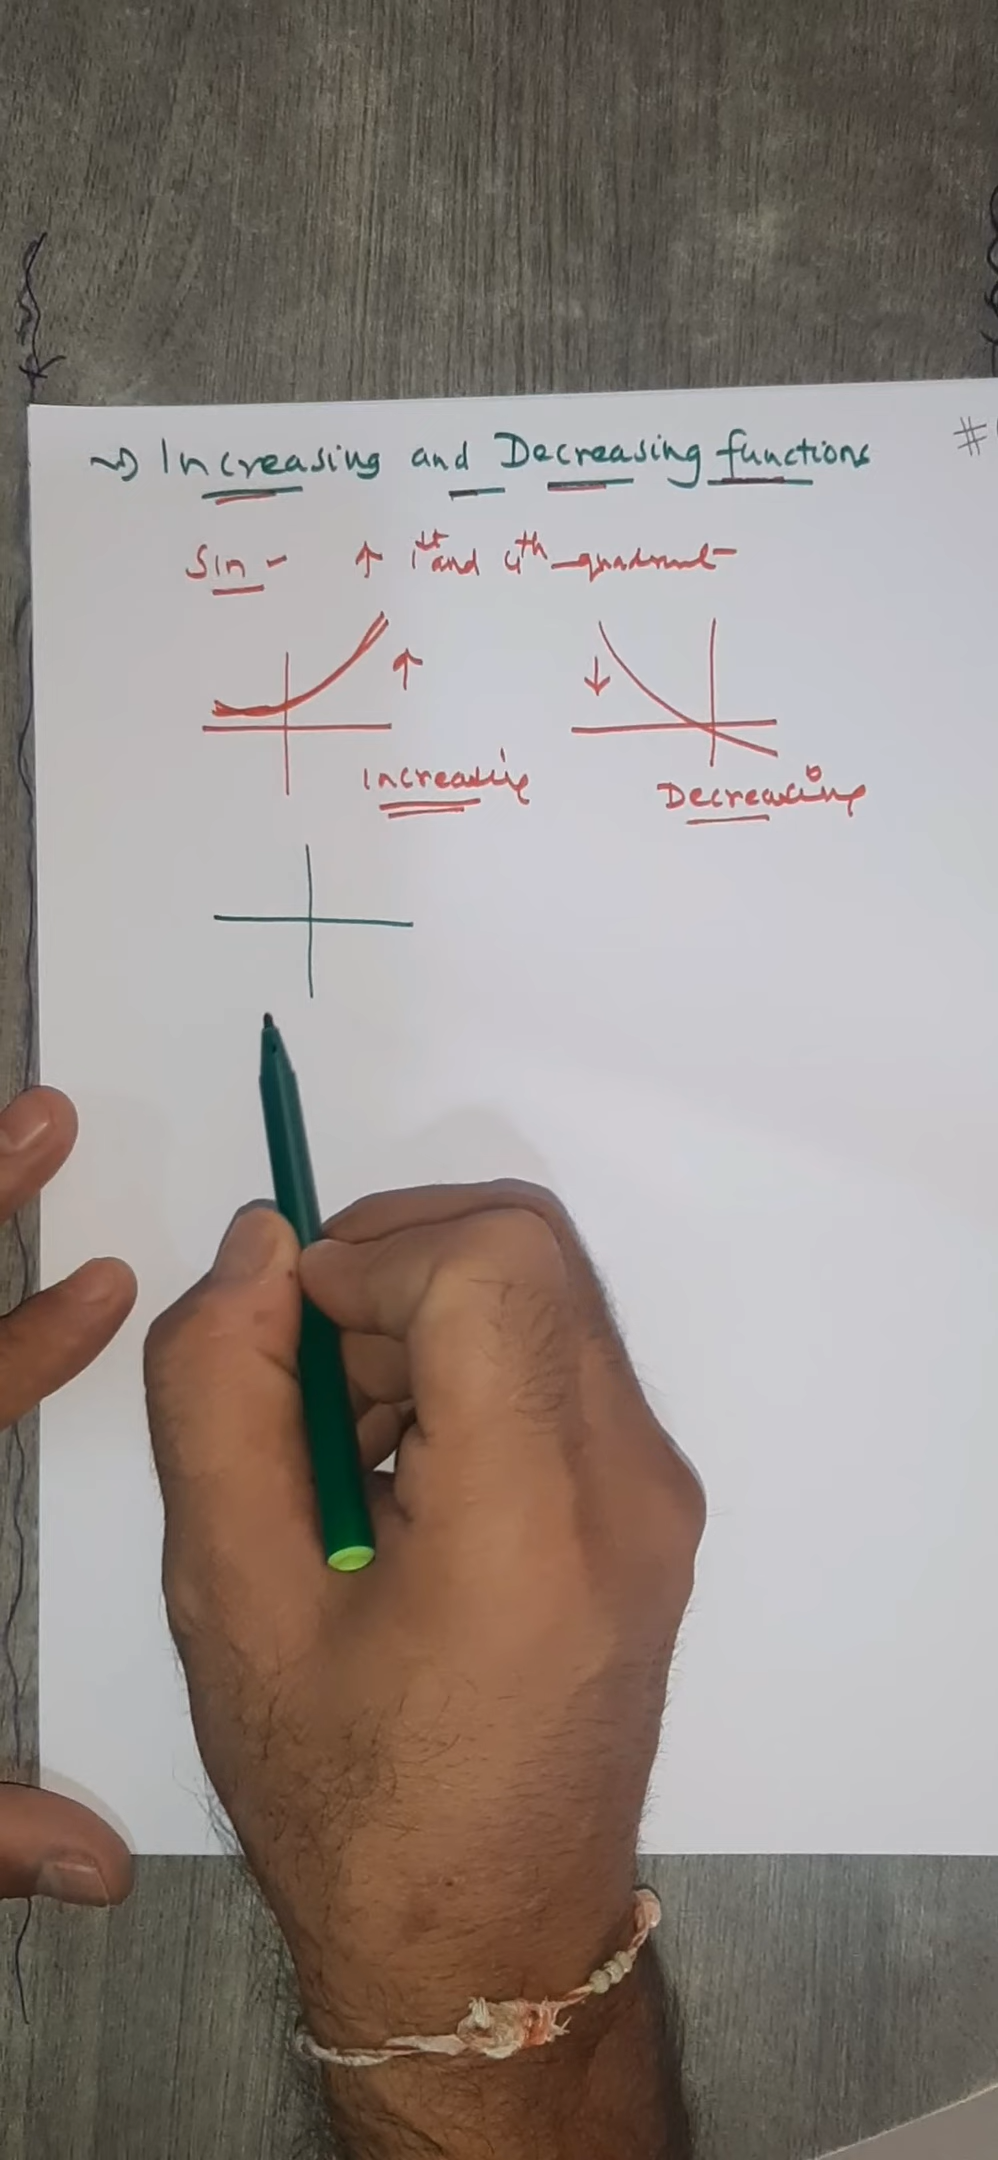 → Increasing and Decreasing functions #
Sin - ↑ 1st and 4th quadrant
↑ ↓
Increasing Decreasing